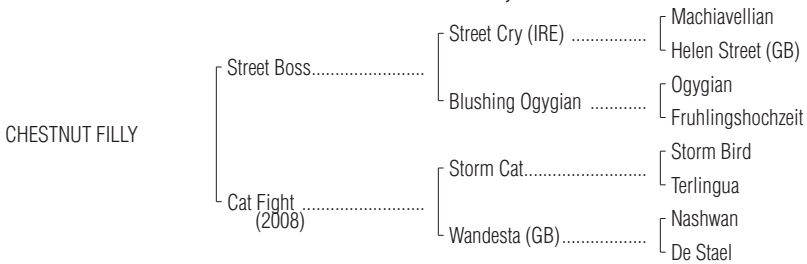 Machiavellian
Street Cry (IRE) ................
Helen Street (GB)
Street Boss........................
Ogygian
Blushing Ogygian ............
Fruhlingshochzeit
CHESTNUT FILLY
Storm Bird
Storm Cat..........................
Terlingua
Cat Fight ..........................
(2008)
Nashwan
Wandesta (GB)..................
De Stael